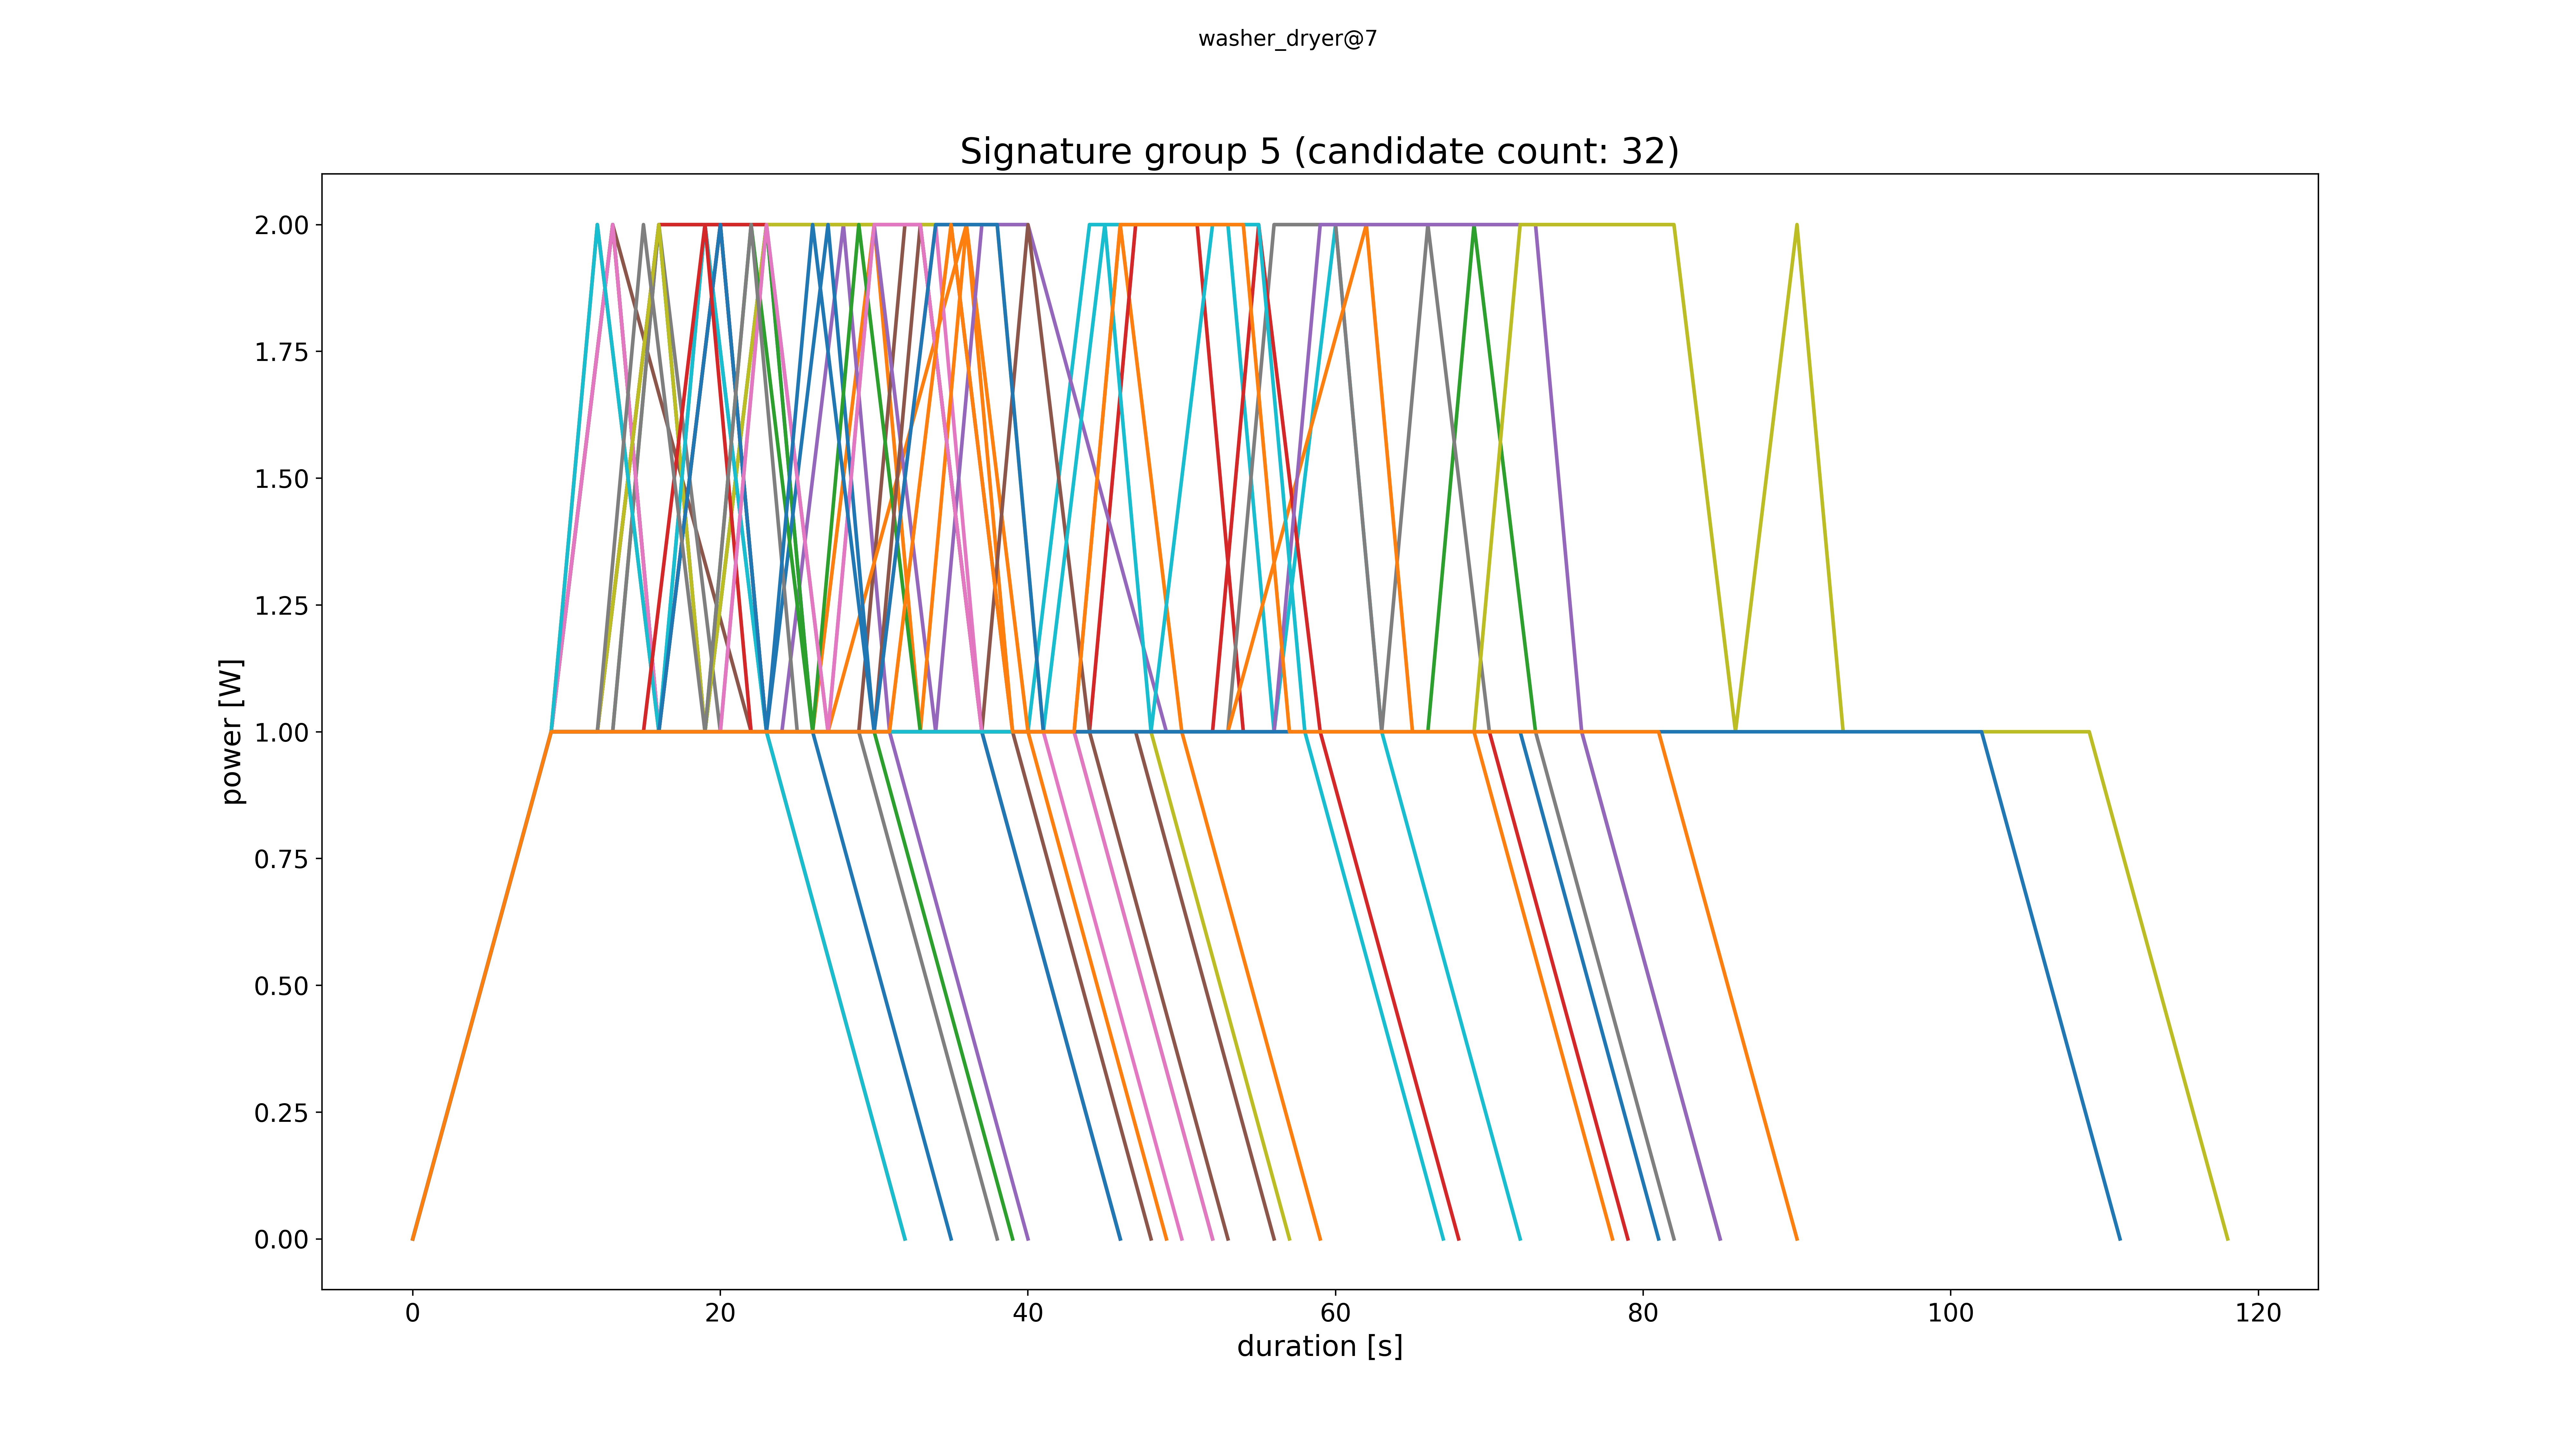 washer_dryer@7
Signature group 5 (candidate count: 32)
2.00
1.75
1.50
1.25
1.00
0.75
0.50
0.25
0.00
power [W]
0 20 40 60 80 100 120
duration [s]